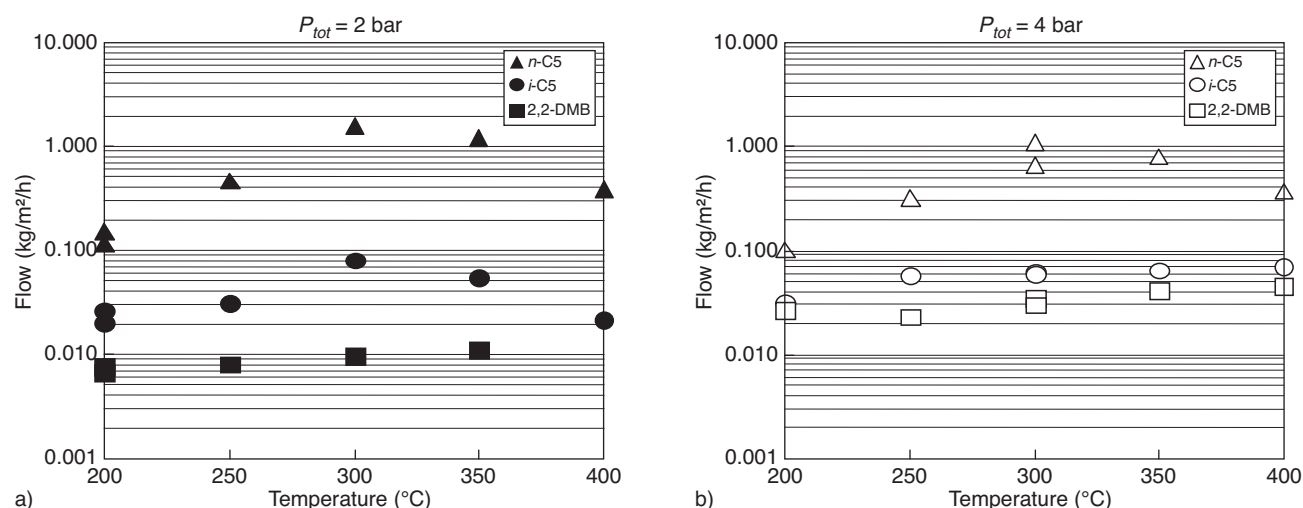 P_tot = 2 bar
10.000
1.000
0.100
0.010
0.001
Flow (kg/m²/h)
n-C5
i-C5
2,2-DMB
200
250
300
350
400
a)
Temperature (°C)
P_tot = 4 bar
10.000
1.000
0.100
0.010
0.001
Flow (kg/m²/h)
n-C5
i-C5
2,2-DMB
200
250
300
350
400
b)
Temperature (°C)